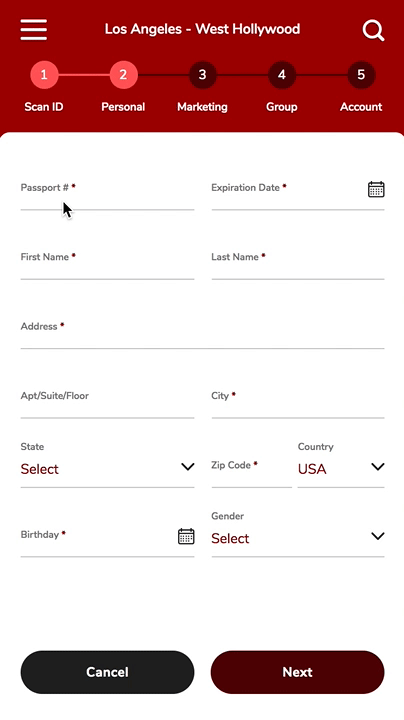 Los Angeles - West Hollywood
1 2 3 4 5
Scan ID Personal Marketing Group Account
Passport # * Expiration Date *
First Name * Last Name *
Address *
Apt/Suite/Floor City *
State Country
Select Zip Code * USA
Gender
Birthday * Select
Cancel Next